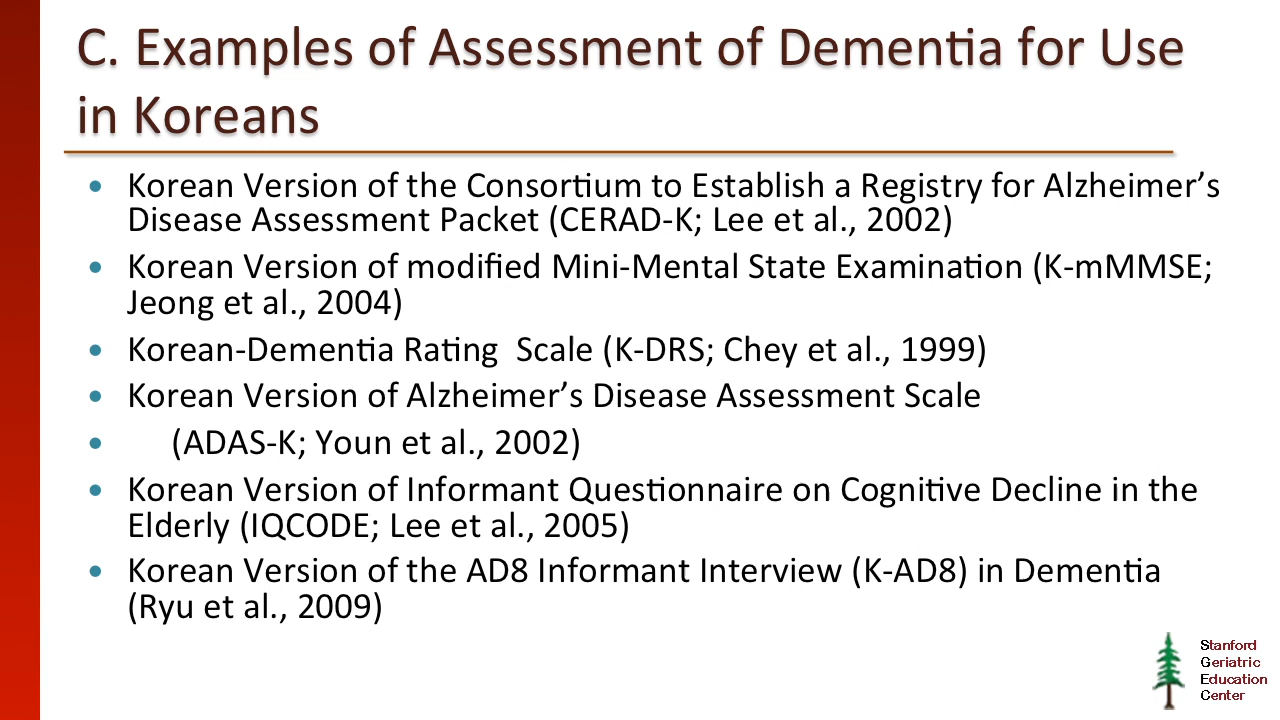 C. Examples of Assessment of Dementia for Use
in Koreans
• Korean Version of the Consortium to Establish a Registry for Alzheimer’s
Disease Assessment Packet (CERAD-K; Lee et al., 2002)
• Korean Version of modified Mini-Mental State Examination (K-mMMSE;
Jeong et al., 2004)
• Korean-Dementia Rating  Scale (K-DRS; Chey et al., 1999)
• Korean Version of Alzheimer’s Disease Assessment Scale
• (ADAS-K; Youn et al., 2002)
• Korean Version of Informant Questionnaire on Cognitive Decline in the
Elderly (IQCODE; Lee et al., 2005)
• Korean Version of the AD8 Informant Interview (K-AD8) in Dementia
(Ryu et al., 2009)
Stanford
Geriatric
Education
Center